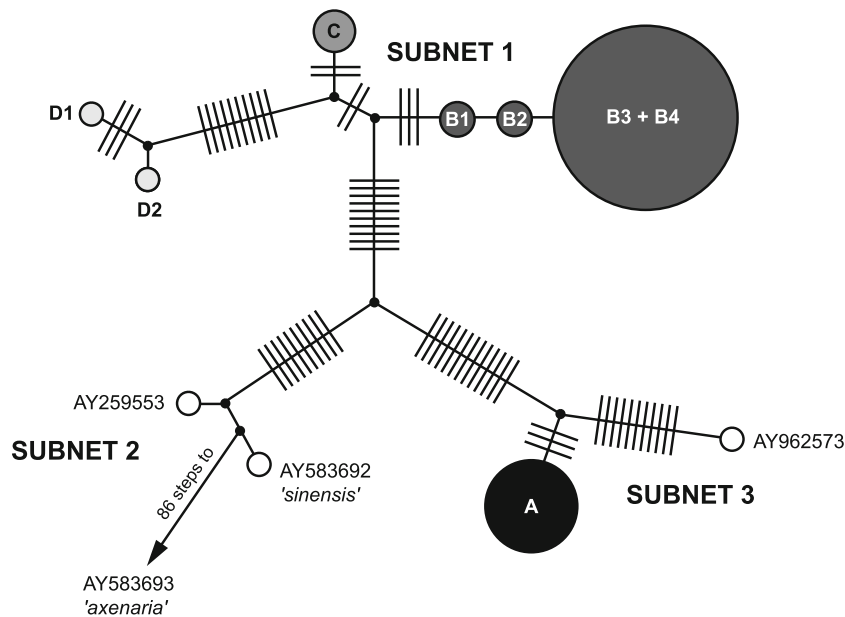 C
SUBNET 1
D1
B1
B2
B3 + B4
D2
AY259553
SUBNET 2
AY583692
'sinensis'
86 steps to
AY962573
A
SUBNET 3
AY583693
'axenaria'